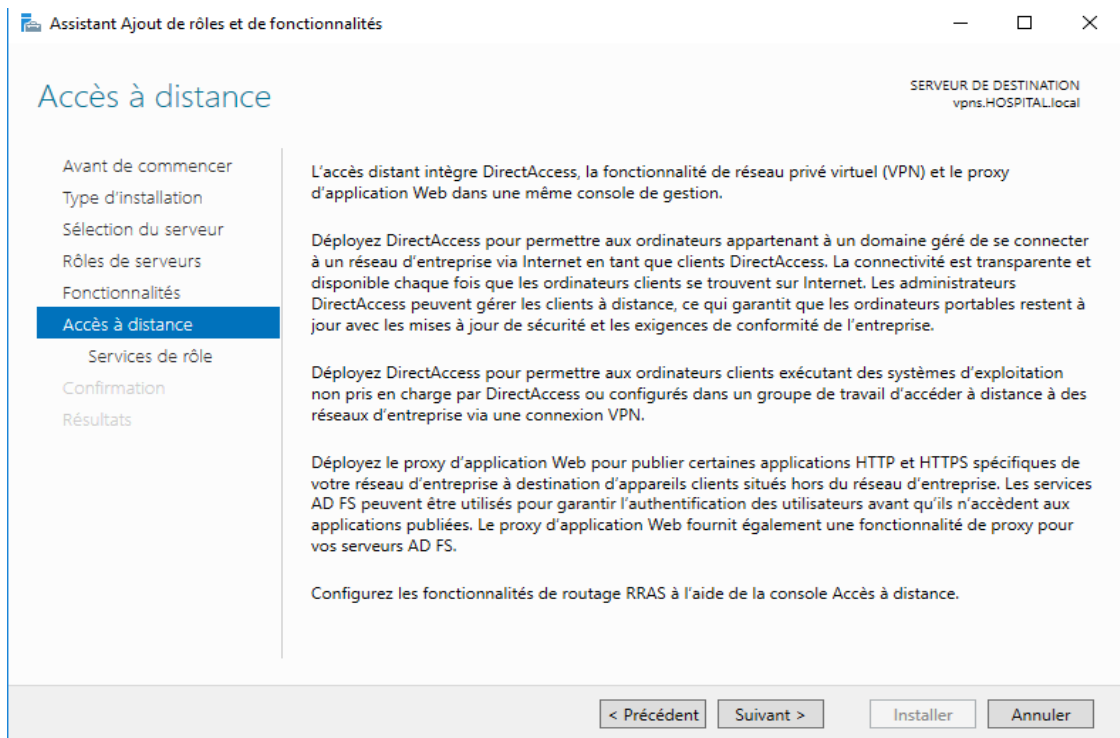 Assistant Ajout de rôles et de fonctionnalités
Accès à distance
SERVEUR DE DESTINATION
vpns.HOSPITAL.local
Avant de commencer
Type d'installation
Sélection du serveur
Rôles de serveurs
Fonctionnalités
Accès à distance
Services de rôle
Confirmation
Résultats
L'accès distant intègre DirectAccess, la fonctionnalité de réseau privé virtuel (VPN) et le proxy
d'application Web dans une même console de gestion.
Déployez DirectAccess pour permettre aux ordinateurs appartenant à un domaine géré de se connecter
à un réseau d'entreprise via Internet en tant que clients DirectAccess. La connectivité est transparente et
disponible chaque fois que les ordinateurs clients se trouvent sur Internet. Les administrateurs
DirectAccess peuvent gérer les clients à distance, ce qui garantit que les ordinateurs portables restent à
jour avec les mises à jour de sécurité et les exigences de conformité de l'entreprise.
Déployez DirectAccess pour permettre aux ordinateurs clients exécutant des systèmes d'exploitation
non pris en charge par DirectAccess ou configurés dans un groupe de travail d'accéder à distance à des
réseaux d'entreprise via une connexion VPN.
Déployez le proxy d'application Web pour publier certaines applications HTTP et HTTPS spécifiques de
votre réseau d'entreprise à destination d'appareils clients situés hors du réseau d'entreprise. Les services
AD FS peuvent être utilisés pour garantir l'authentification des utilisateurs avant qu'ils n'accèdent aux
applications publiées. Le proxy d'application Web fournit également une fonctionnalité de proxy pour
vos serveurs AD FS.
Configurez les fonctionnalités de routage RRAS à l'aide de la console Accès à distance.
< Précédent
Suivant >
Installer
Annuler